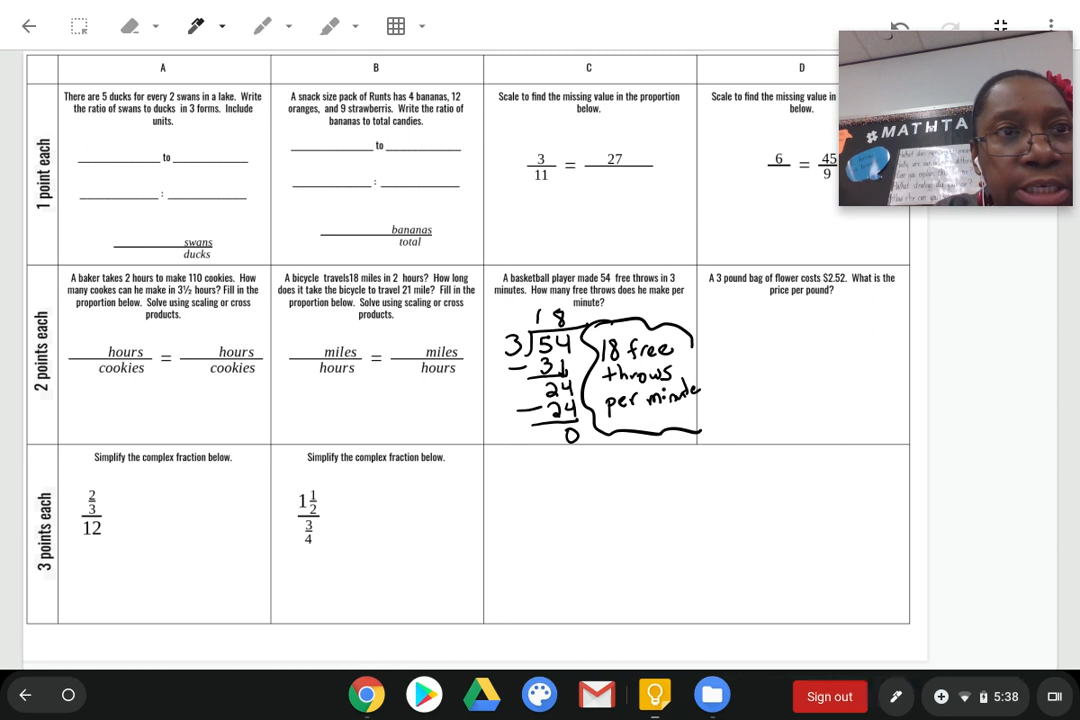 A
B
C
D
1 point each
There are 5 ducks for every 2 swans in a lake. Write
the ratio of swans to ducks in 3 forms. Include
units.
to
:
swans
ducks
A snack size pack of Runts has 4 bananas, 12
oranges, and 9 strawberris. Write the ratio of
bananas to total candies.
to
:
bananas
total
Scale to find the missing value in the proportion
below.
3
11
=
27
Scale to find the missing value in
below.
6
=
45
9
#MATHTA
2 points each
A baker takes 2 hours to make 110 cookies. How
many cookes can he make in 3½ hours? Fill in the
proportion below. Solve using scaling or cross
products.
hours = hours
cookies cookies
A bicycle travels18 miles in 2 hours? How long
does it take the bicycle to travel 21 mile? Fill in the
proportion below. Solve using scaling or cross
products.
miles = miles
hours hours
A basketball player made 54 free throws in 3
minutes. How many free throws does he make per
minute?
18
3 54
- 3
24
- 24
0
18 free
throws
per minute
A 3 pound bag of flower costs $2.52. What is the
price per pound?
3 points each
Simplify the complex fraction below.
2
3
12
Simplify the complex fraction below.
1 1
2
3
4
Sign out
5:38